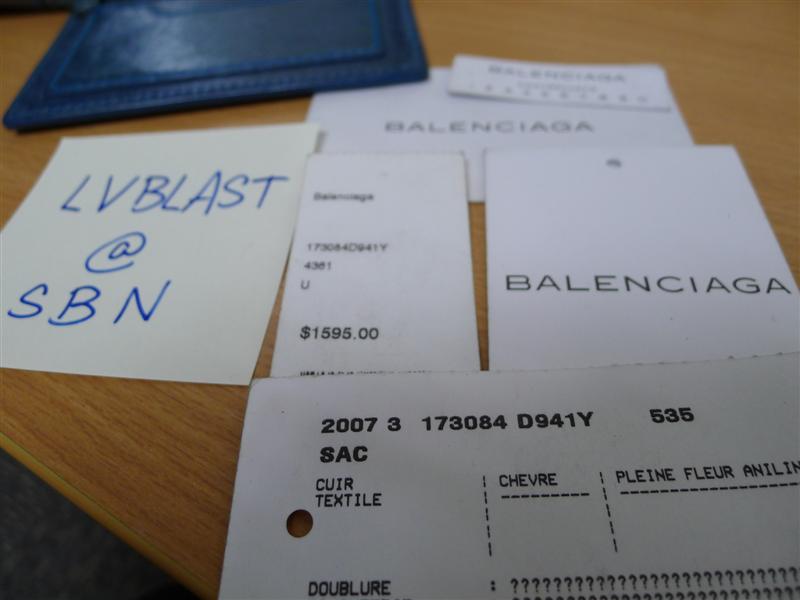 BALENCIAGA
BALENCIAGA
LVBLAST
@
SBN
Balenciaga
173084D941Y
4361
U
$1595.00
BALENCIAGA
2007 3 173084 D941Y 535
SAC
CUIR CHEVRE PLEINE FLEUR ANILIN
TEXTILE
DOUBLURE : ??????????????????????????